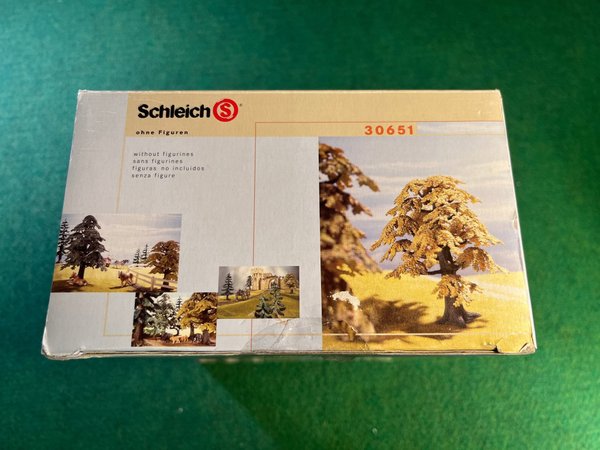 Schleich S
ohne Figuren
30651
without figurines
sans figurines
figuras no incluidos
senza figure